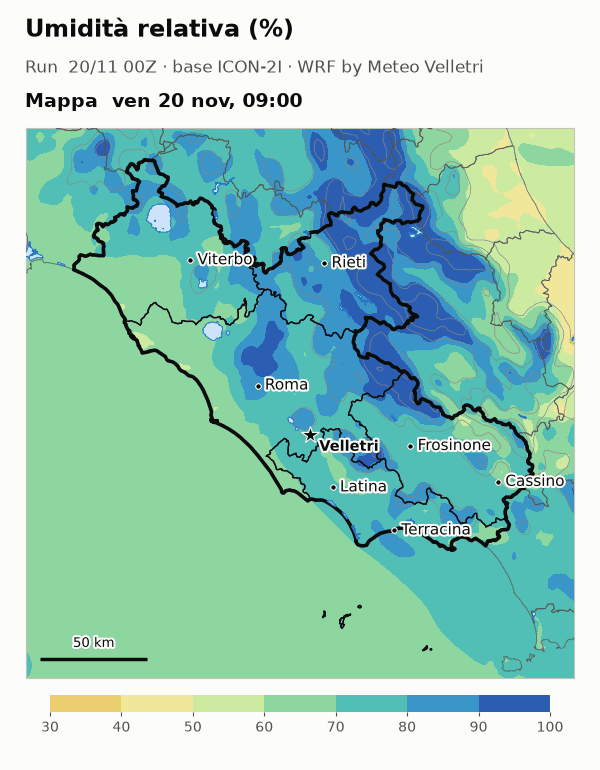 Umidità relativa (%)
Run  20/11 00Z · base ICON-2I · WRF by Meteo Velletri
Mappa  ven 20 nov, 09:00
Viterbo
Rieti
Roma
Velletri
Frosinone
Cassino
Latina
Terracina
50 km
30 40 50 60 70 80 90 100